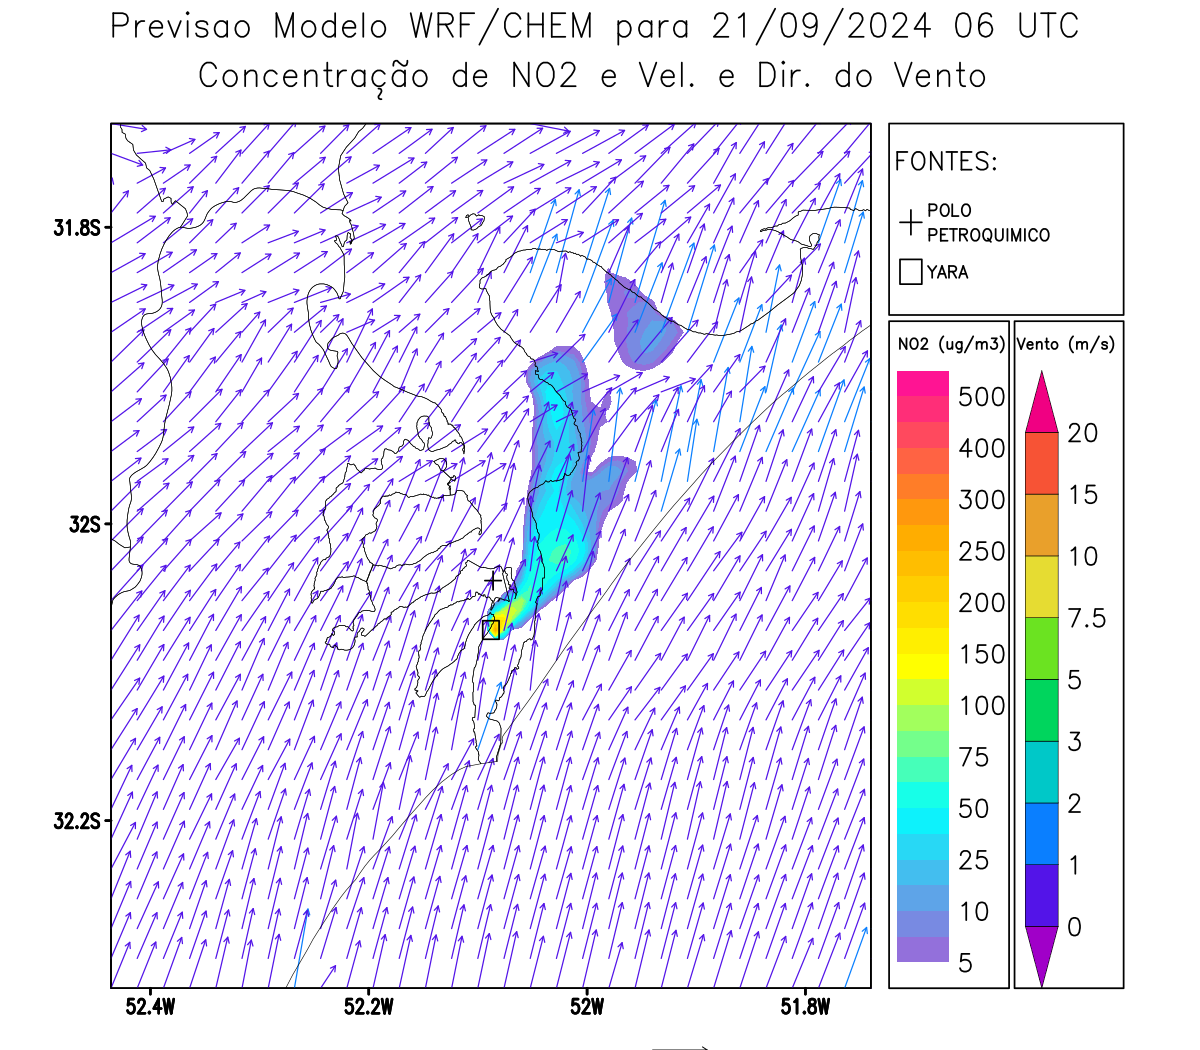 Previsao Modelo WRF/CHEM para 21/09/2024 06 UTC
Concentração de NO2 e Vel. e Dir. do Vento
FONTES:
POLO
PETROQUIMICO
YARA
31.8S
32S
32.2S
52.4W
52.2W
52W
51.8W
NO2 (ug/m3)
500
400
300
250
200
150
100
75
50
25
10
5
Vento (m/s)
20
15
10
7.5
5
3
2
1
0